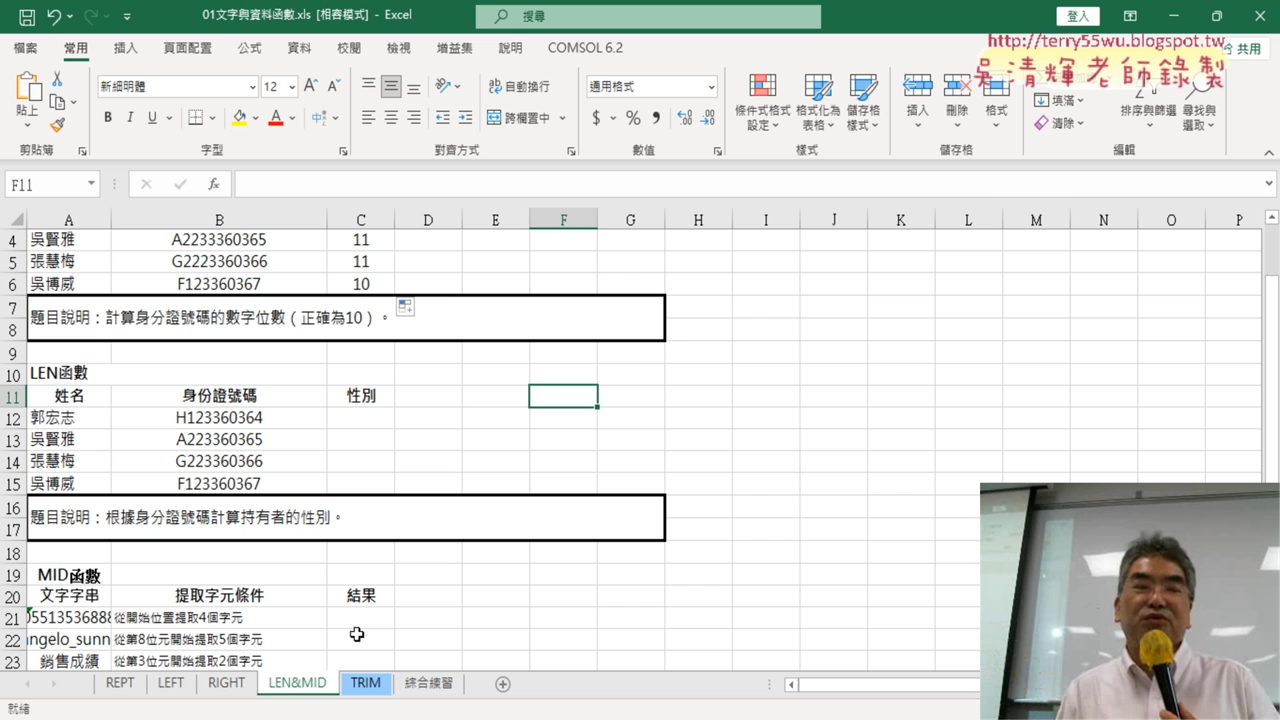 01文字與資料函數.xls [相容模式] - Excel
搜尋
登入
檔案 常用 插入 頁面配置 公式 資料 校閱 檢視 增益集 說明 COMSOL 6.2
共用
http://terry55wu.blogspot.tw
吳清輝老師錄製
貼上
新細明體 12
自動換行
跨欄置中
通用格式
條件式格式設定
格式化為表格
儲存格樣式
插入 刪除 格式
填滿
清除
排序與篩選
尋找與選取
剪貼簿 字型 對齊方式 數值 樣式 儲存格 編輯
F11
A B C D E F G H I J K L M N O P
4 吳賢雅 A2233360365 11
5 張慧梅 G2223360366 11
6 吳博威 F123360367 10
7 題目說明：計算身分證號碼的數字位數（正確為10）。
8
9
10 LEN函數
11 姓名 身份證號碼 性別
12 郭宏志 H123360364
13 吳賢雅 A223360365
14 張慧梅 G223360366
15 吳博威 F123360367
16 題目說明：根據身分證號碼計算持有者的性別。
17
18
19 MID函數
20 文字字串 提取字元條件 結果
21 05513536888 從開始位置提取4個字元
22 angelo_sunn 從第8位元開始提取5個字元
23 銷售成績 從第3位元開始提取2個字元
REPT LEFT RIGHT LEN&MID TRIM 綜合練習
就緒